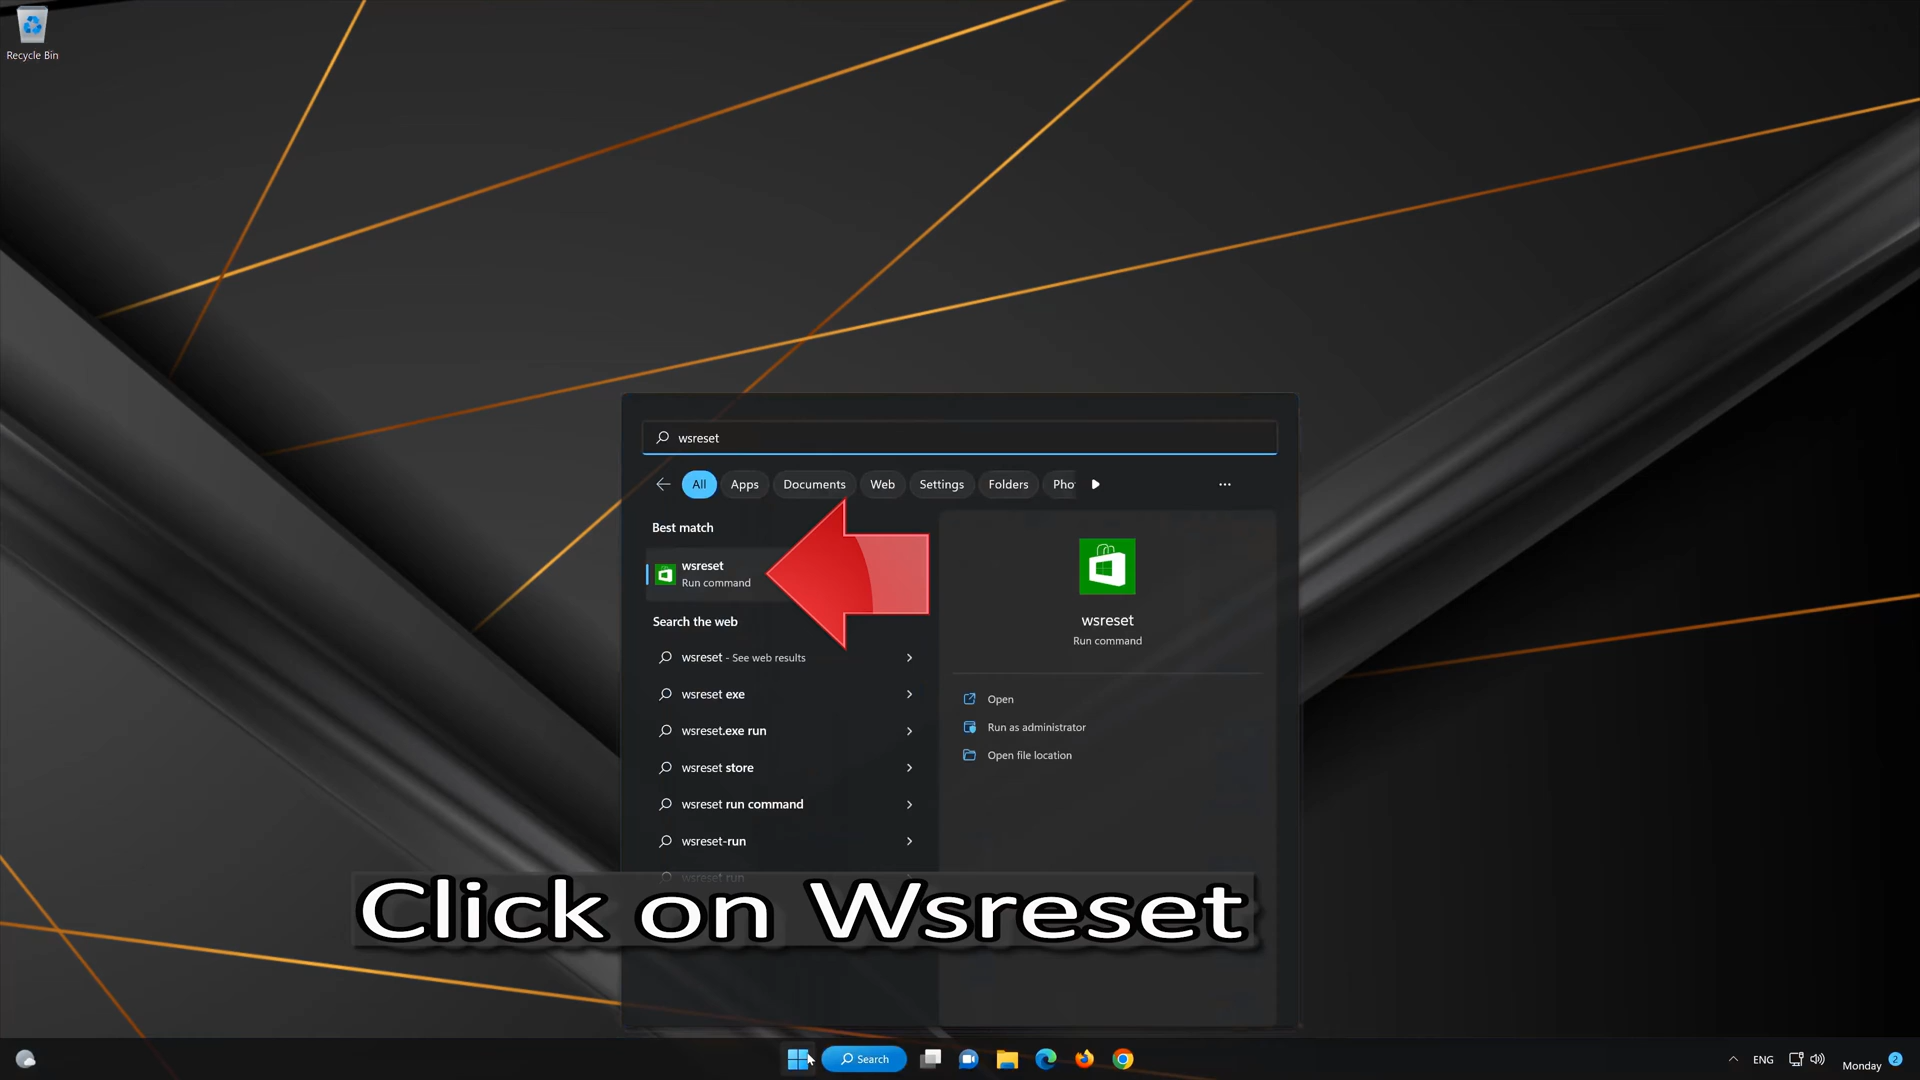 Recycle Bin
wsreset
All
Apps
Documents
Web
Settings
Folders
Pho
Best match
wsreset
Run command
Search the web
wsreset - See web results
wsreset exe
wsreset.exe run
wsreset store
wsreset run command
wsreset-run
wsreset run
wsreset
Run command
Open
Run as administrator
Open file location
Click on Wsreset
Search
ENG
Monday
2